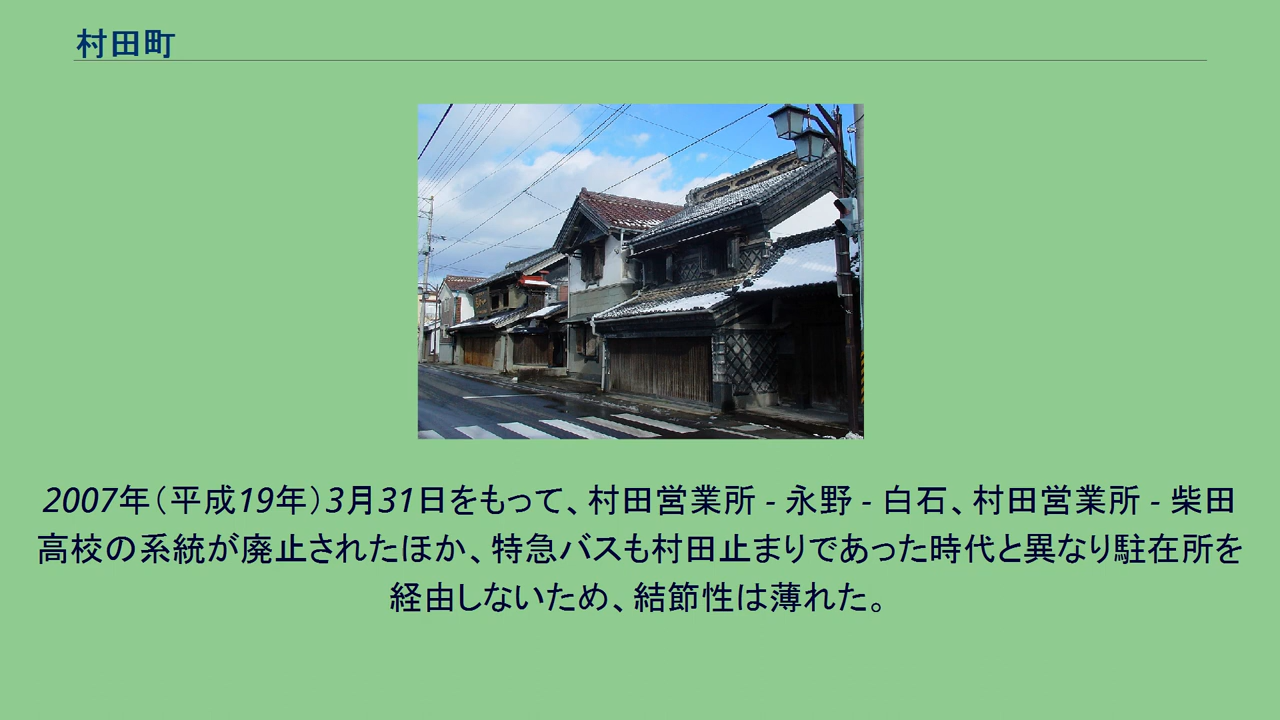 村田町
2007年（平成19年）3月31日をもって、村田営業所 - 永野 - 白石、村田営業所 - 柴田
高校の系統が廃止されたほか、特急バスも村田止まりであった時代と異なり駐在所を
経由しないため、結節性は薄れた。